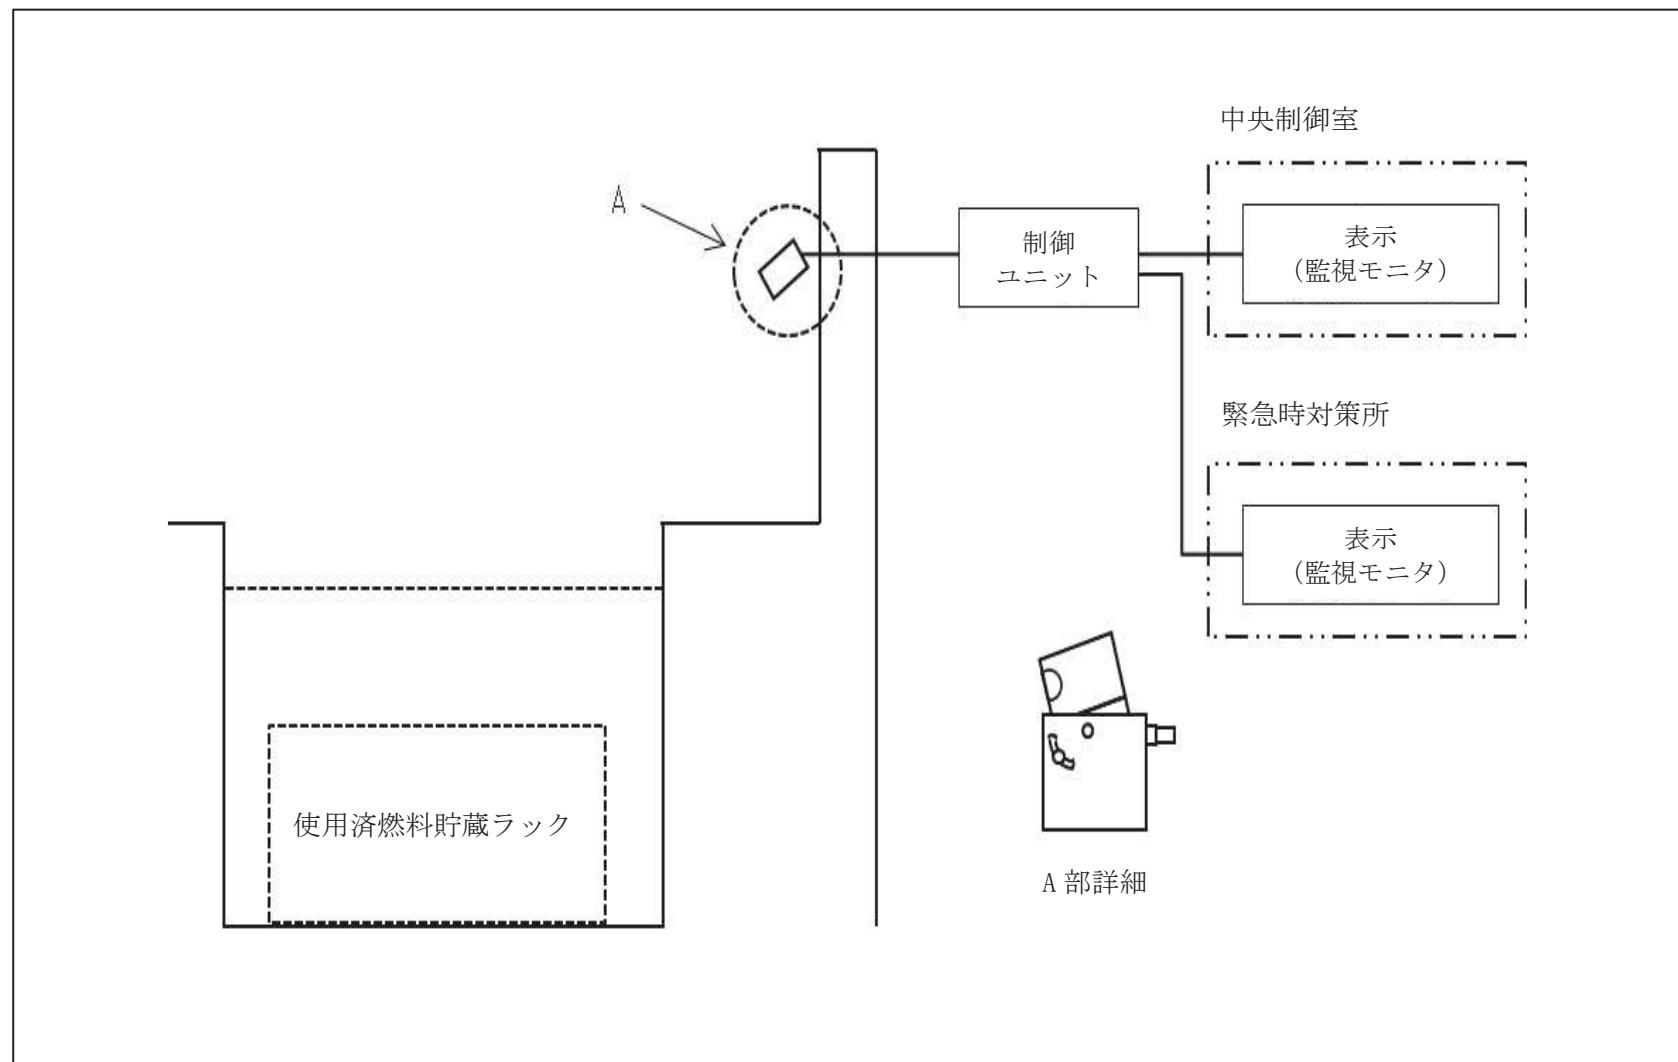 中央制御室
A
制御
ユニット
表示
（監視モニタ）
緊急時対策所
表示
（監視モニタ）
使用済燃料貯蔵ラック
A 部詳細